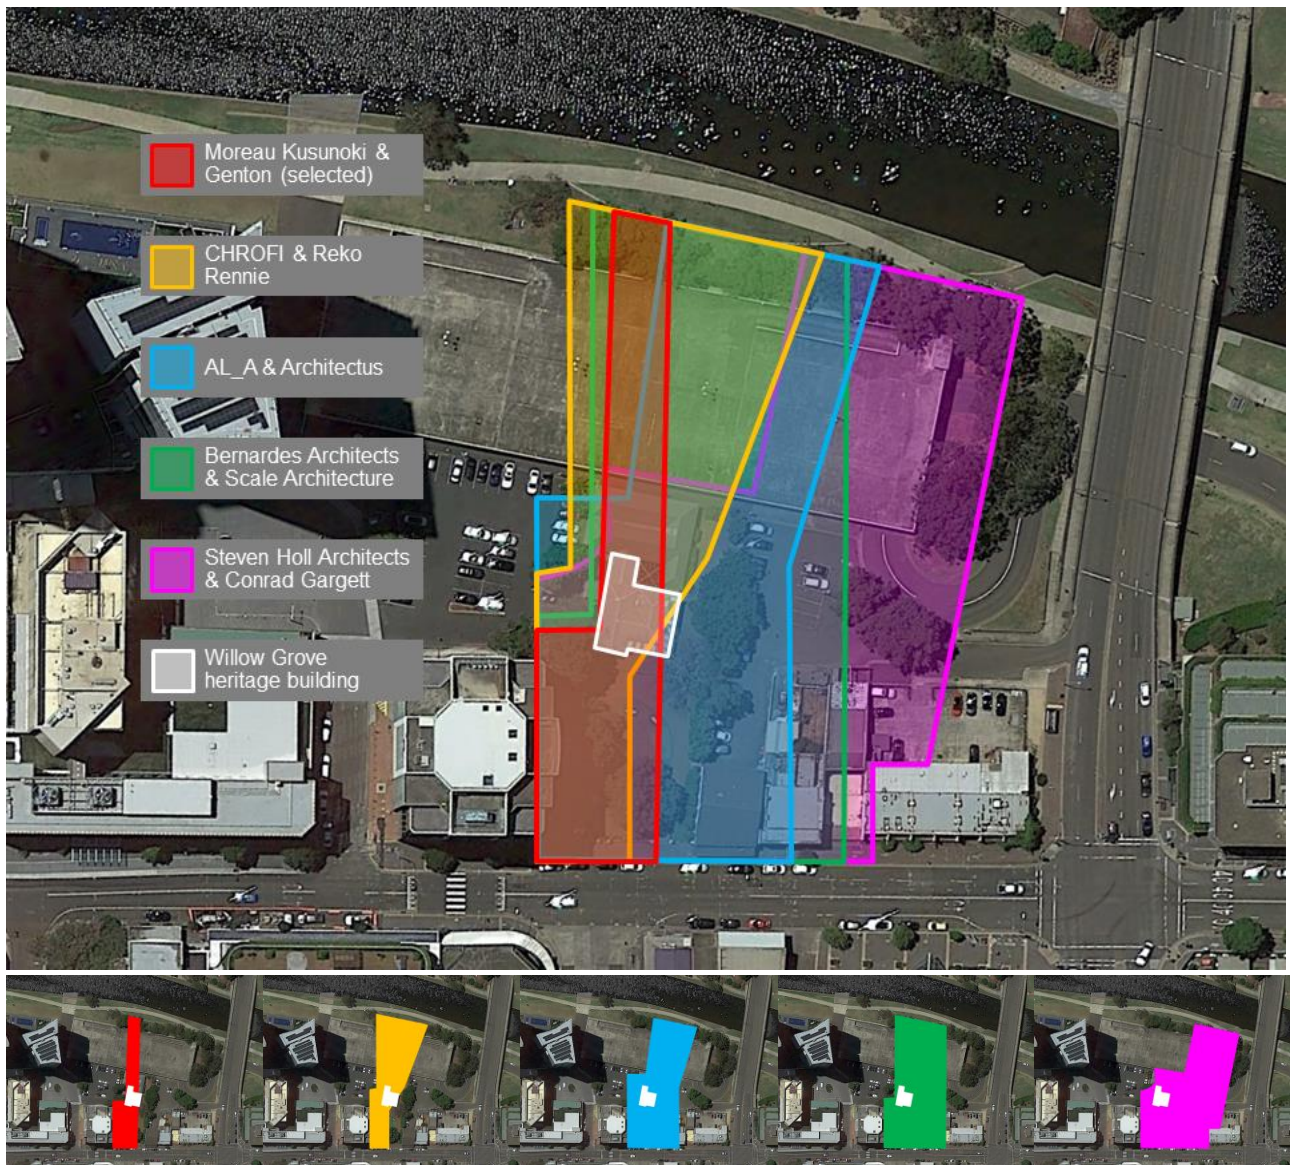 Moreau Kusunoki &
Genton (selected)
CHROFI & Reko
Rennie
AL_A & Architectus
Bernardes Architects
& Scale Architecture
Steven Holl Architects
& Conrad Gargett
Willow Grove
heritage building